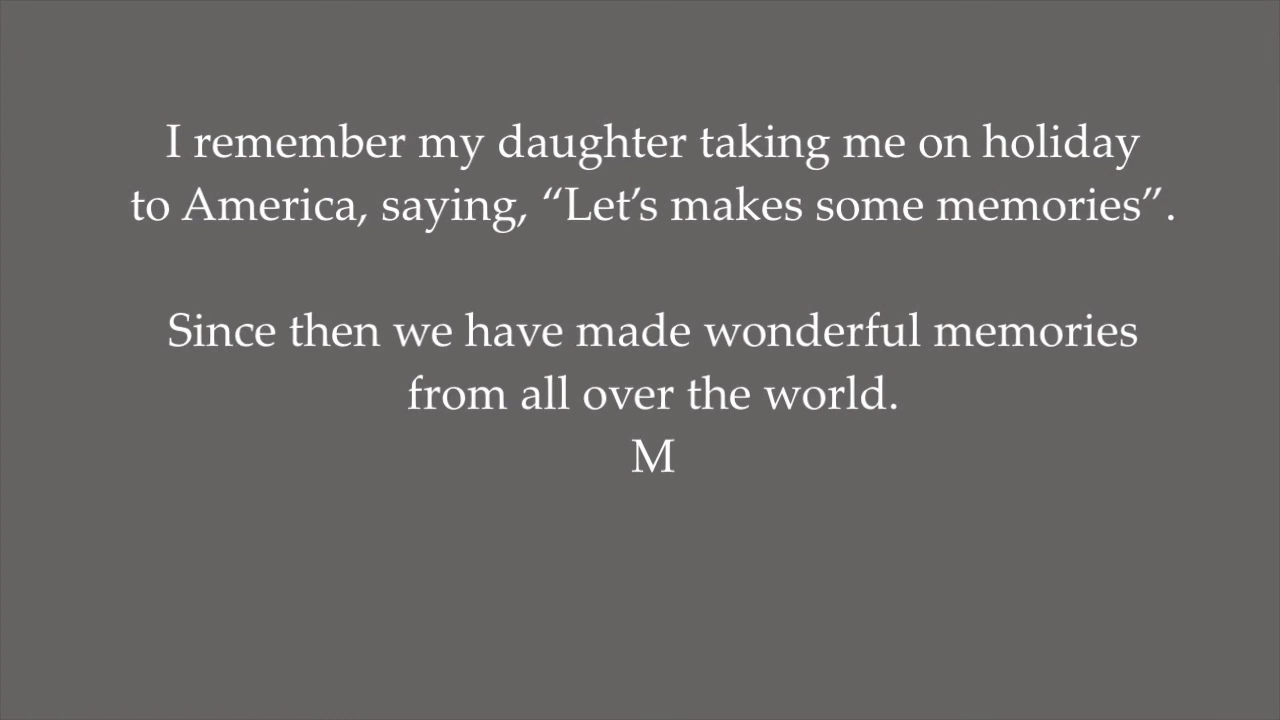 I remember my daughter taking me on holiday
to America, saying, “Let’s makes some memories”.
Since then we have made wonderful memories
from all over the world.
M